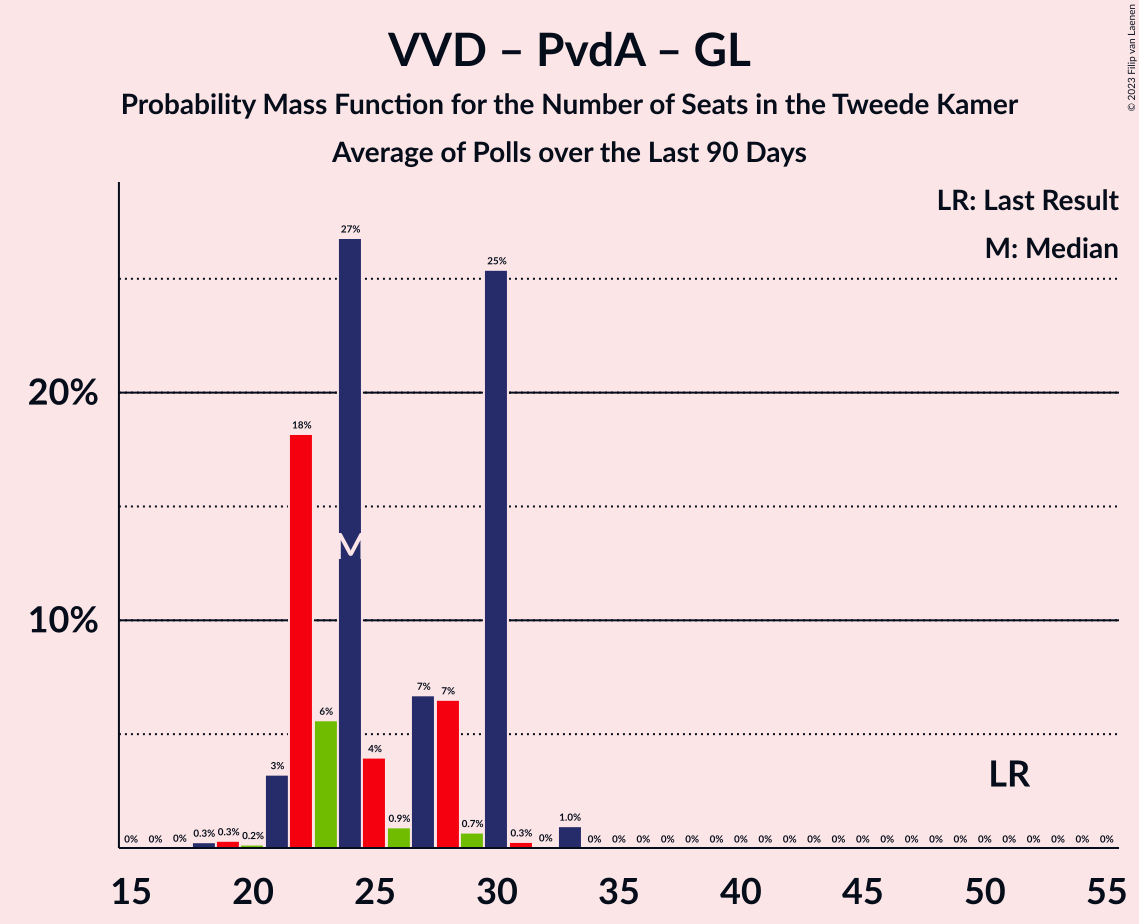 VVD – PvdA – GL
Probability Mass Function for the Number of Seats in the Tweede Kamer
Average of Polls over the Last 90 Days
© 2023 Filip van Laenen
LR: Last Result
M: Median
27%
25%
20%
18%
M
10%
7% 7%
6%
4%
3%
LR
0% 0% 0% 0.3% 0.3% 0.2% 0.9% 0.7% 0.3% 0% 1.0% 0% 0% 0% 0% 0% 0% 0% 0% 0% 0% 0% 0% 0% 0% 0% 0% 0% 0% 0% 0% 0% 0%
15 20 25 30 35 40 45 50 55